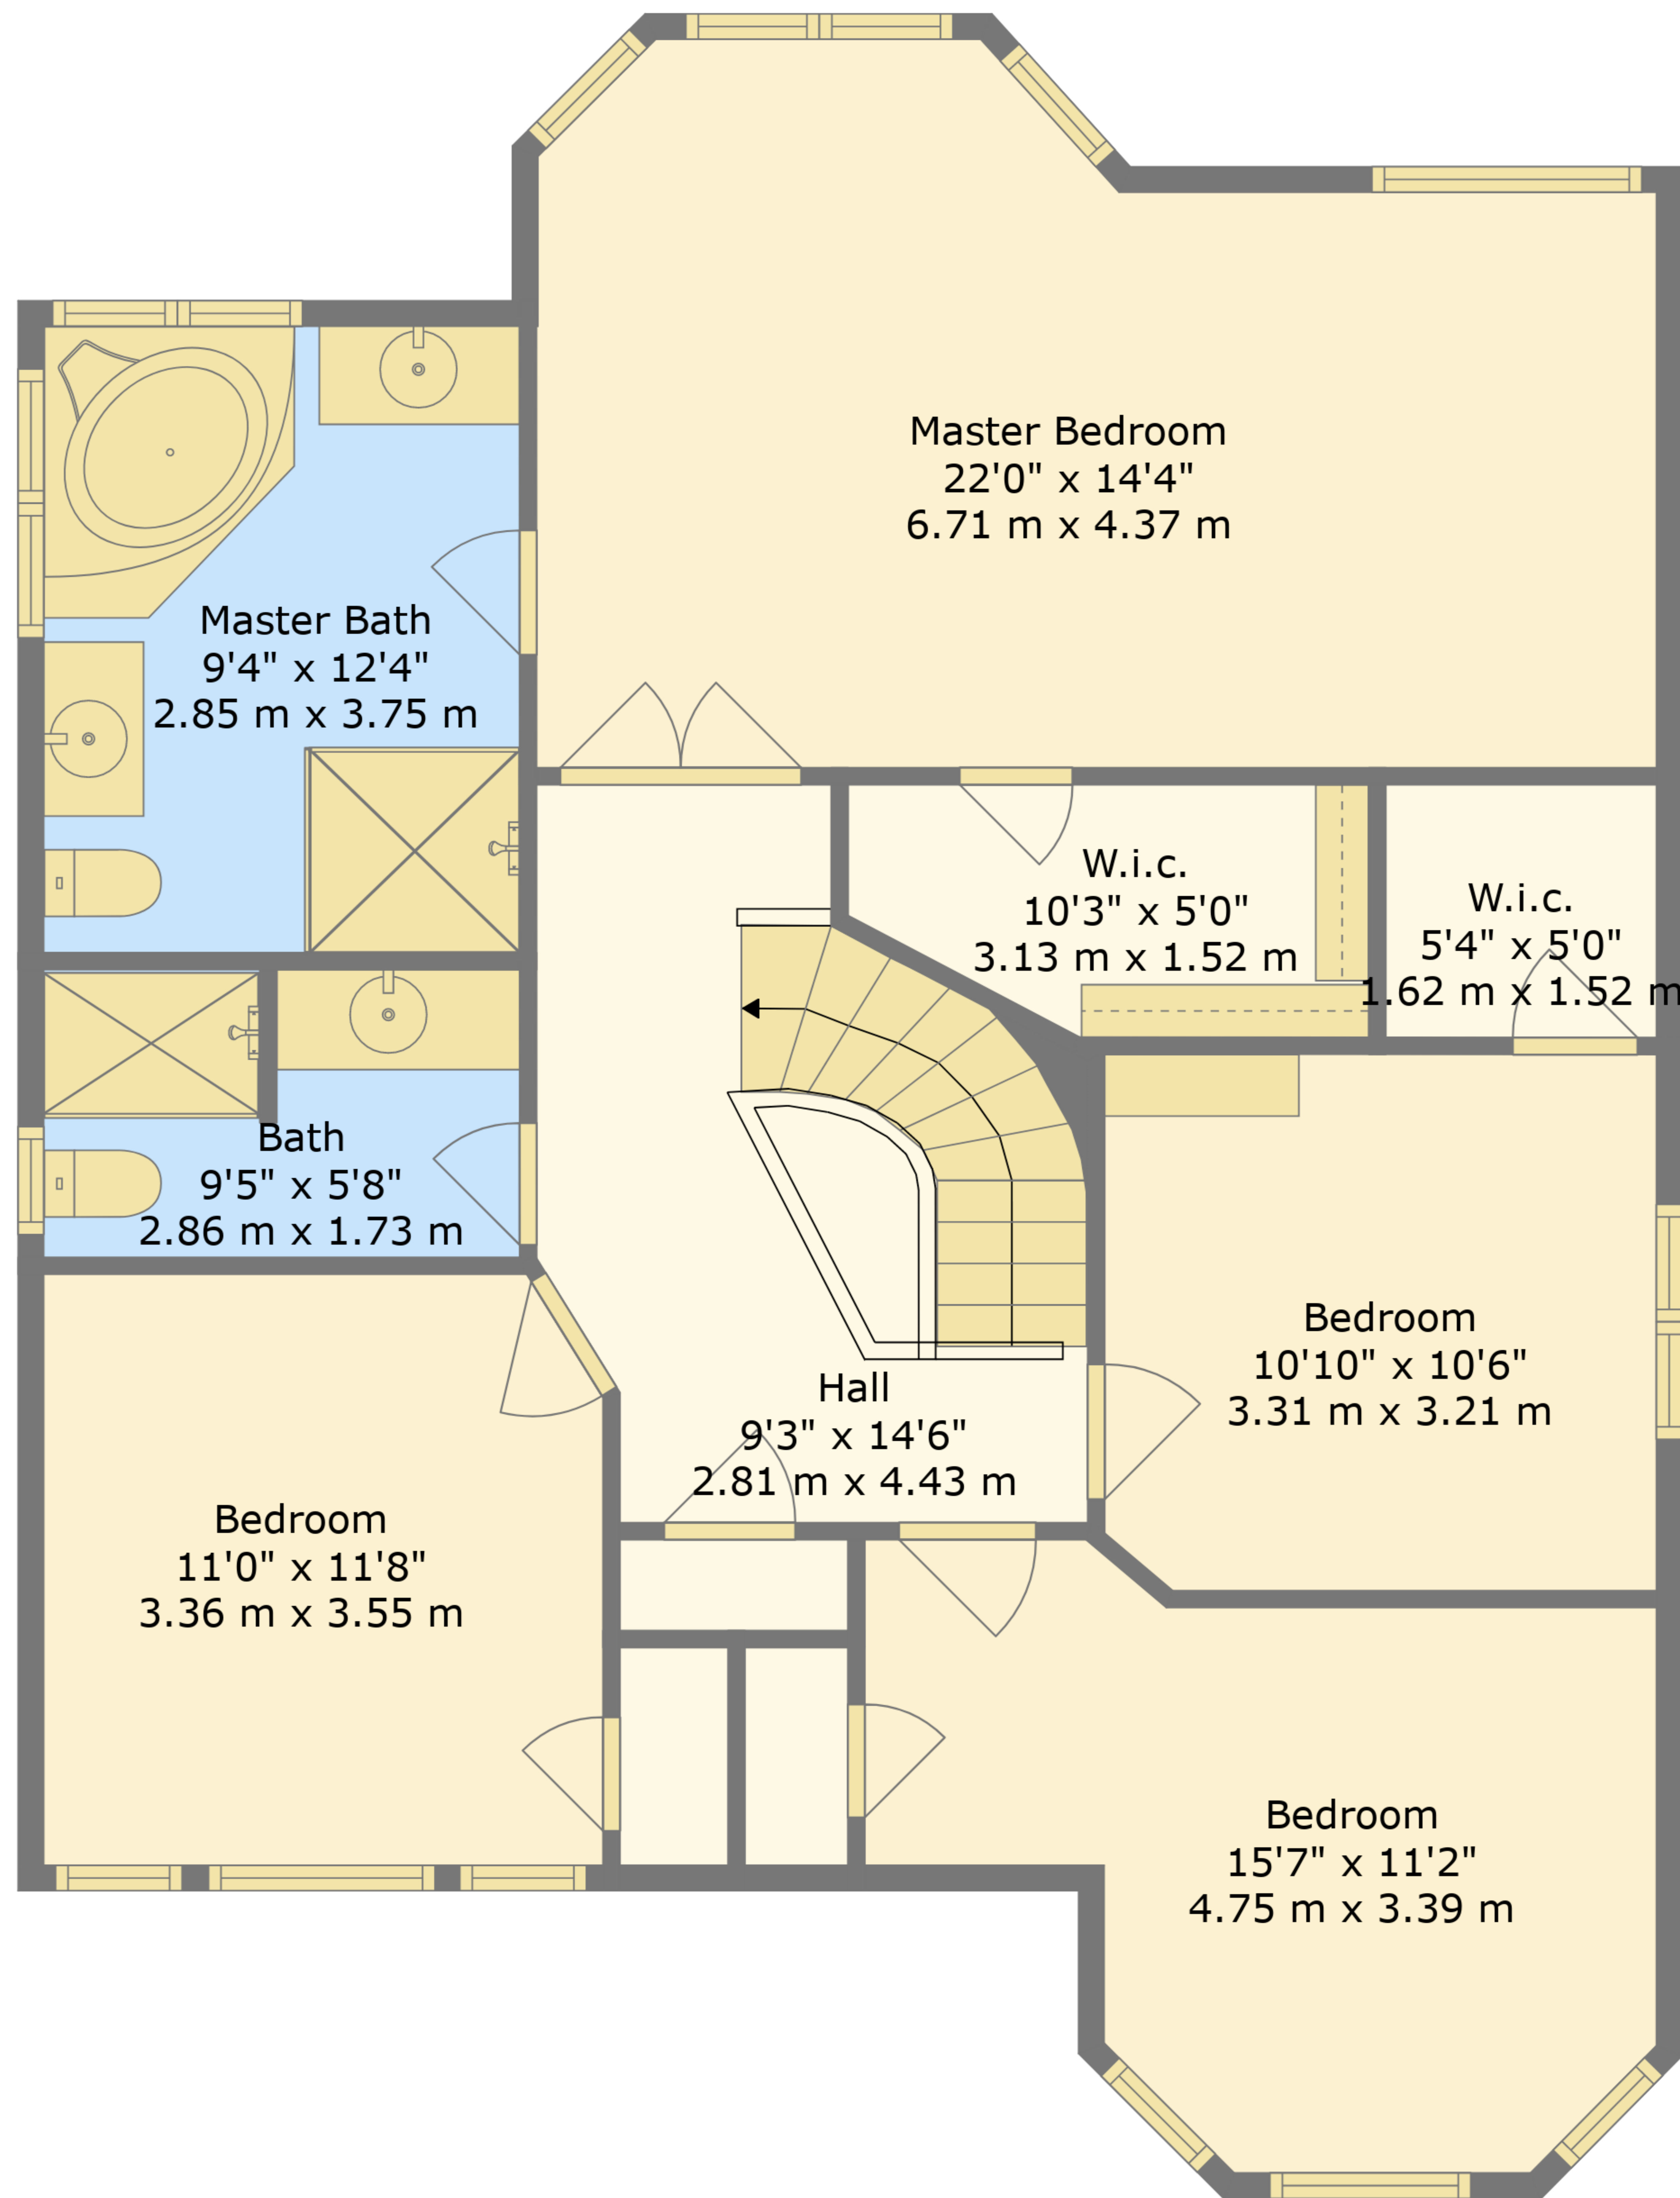 Master Bedroom
22'0" x 14'4"
6.71 m x 4.37 m
Master Bath
9'4" x 12'4"
2.85 m x 3.75 m
W.i.c.
10'3" x 5'0"
3.13 m x 1.52 m
W.i.c.
5'4" x 5'0"
1.62 m x 1.52 m
Bath
9'5" x 5'8"
2.86 m x 1.73 m
Bedroom
10'10" x 10'6"
3.31 m x 3.21 m
Hall
9'3" x 14'6"
2.81 m x 4.43 m
Bedroom
11'0" x 11'8"
3.36 m x 3.55 m
Bedroom
15'7" x 11'2"
4.75 m x 3.39 m